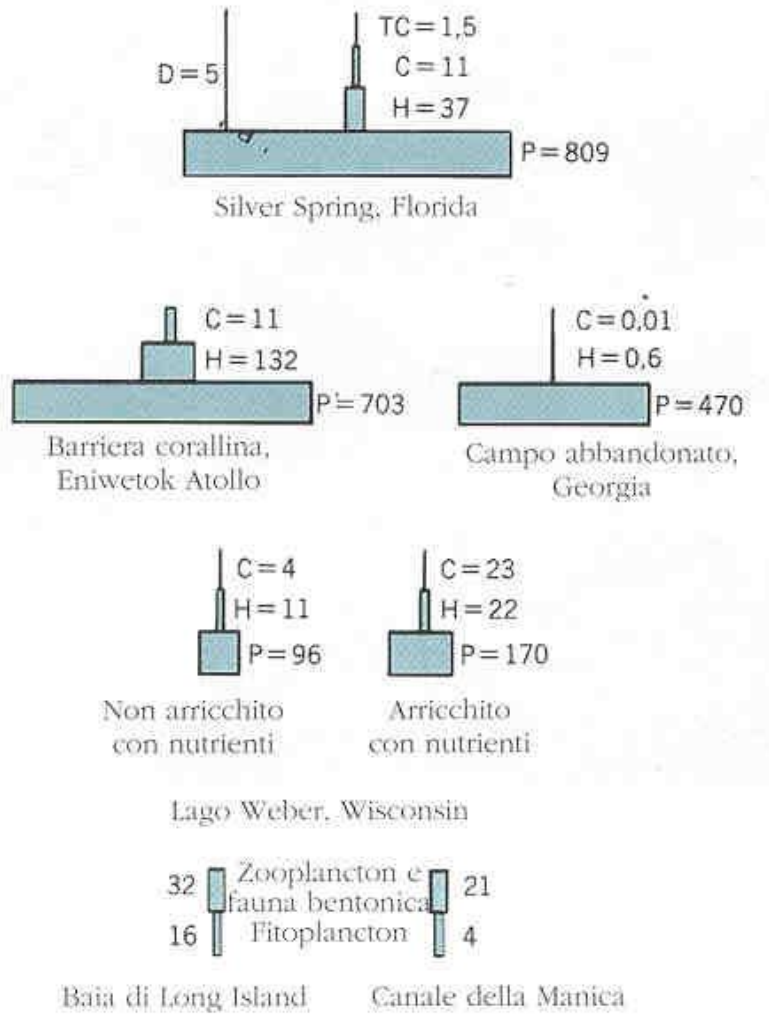 TC=1,5
D=5
C=11
H=37
P=809
Silver Spring, Florida
C=11
H=132
P=703
Barriera corallina,
Eniwetok Atollo
C=0,01
H=0,6
P=470
Campo abbandonato,
Georgia
C=4
H=11
P=96
Non arricchito
con nutrienti
C=23
H=22
P=170
Arricchito
con nutrienti
Lago Weber, Wisconsin
32 Zooplancton e 21
fauna bentonica
16 Fitoplancton 4
Baia di Long Island
Canale della Manica